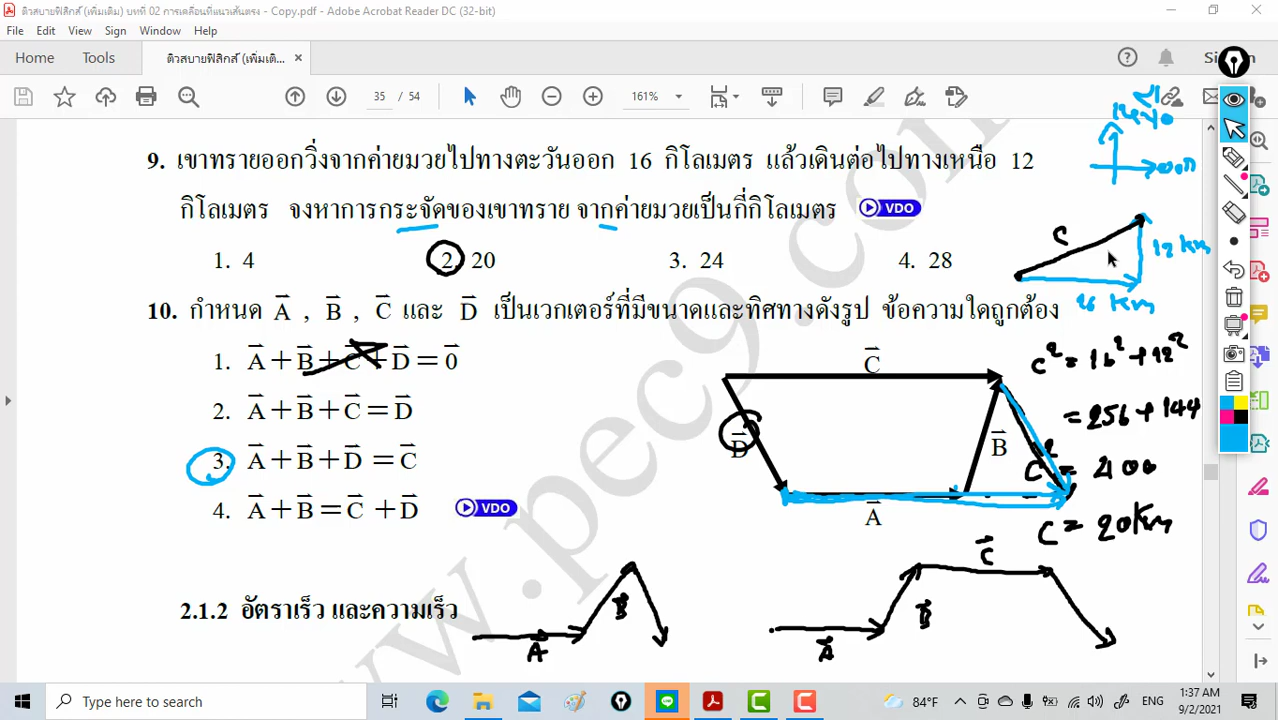 ติวสบายฟิสิกส์ (เพิ่มเติม) บทที่ 02 การเคลื่อนที่แนวเส้นตรง - Copy.pdf - Adobe Acrobat Reader DC (32-bit)
File Edit View Sign Window Help
Home Tools ติวสบายฟิสิกส์ (เพิ่มเติ... × Si n
35 / 54 161%
9. เขาทรายออกวิ่งจากค่ายมวยไปทางตะวันออก 16 กิโลเมตร แล้วเดินต่อไปทางเหนือ 12
กิโลเมตร จงหาการกระจัดของเขาทราย จากค่ายมวยเป็นกี่กิโลเมตร VDO
1. 4 2. 20 3. 24 4. 28
C 12 km
km
10. กำหนด A⃗ , B⃗ , C⃗ และ D⃗ เป็นเวกเตอร์ที่มีขนาดและทิศทางดังรูป ข้อความใดถูกต้อง
1. A⃗ + B⃗ + C⃗ + D⃗ = 0⃗
2. A⃗ + B⃗ + C⃗ = D⃗
3. A⃗ + B⃗ + D⃗ = C⃗
4. A⃗ + B⃗ = C⃗ + D⃗ VDO
C⃗
D⃗ B⃗
A⃗
c² = 16² + 12²
= 256 + 144
C² = 400
C = 20 km
2.1.2 อัตราเร็ว และความเร็ว
A⃗ B⃗
A⃗ B⃗ C⃗
www.pec9.com
Type here to search
84°F ENG 1:37 AM 9/2/2021